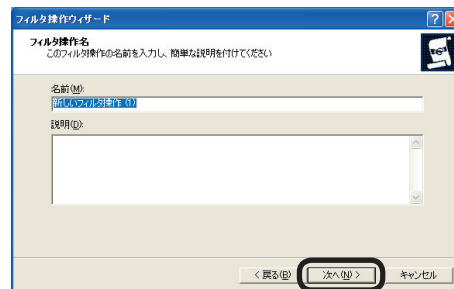 フィルタ操作ウィザード
フィルタ操作名
このフィルタ操作の名前を入力し、簡単な説明を付けてください
名前(M):
新しいフィルタ操作 (1)
説明(D):
< 戻る(B)
次へ(N) >
キャンセル